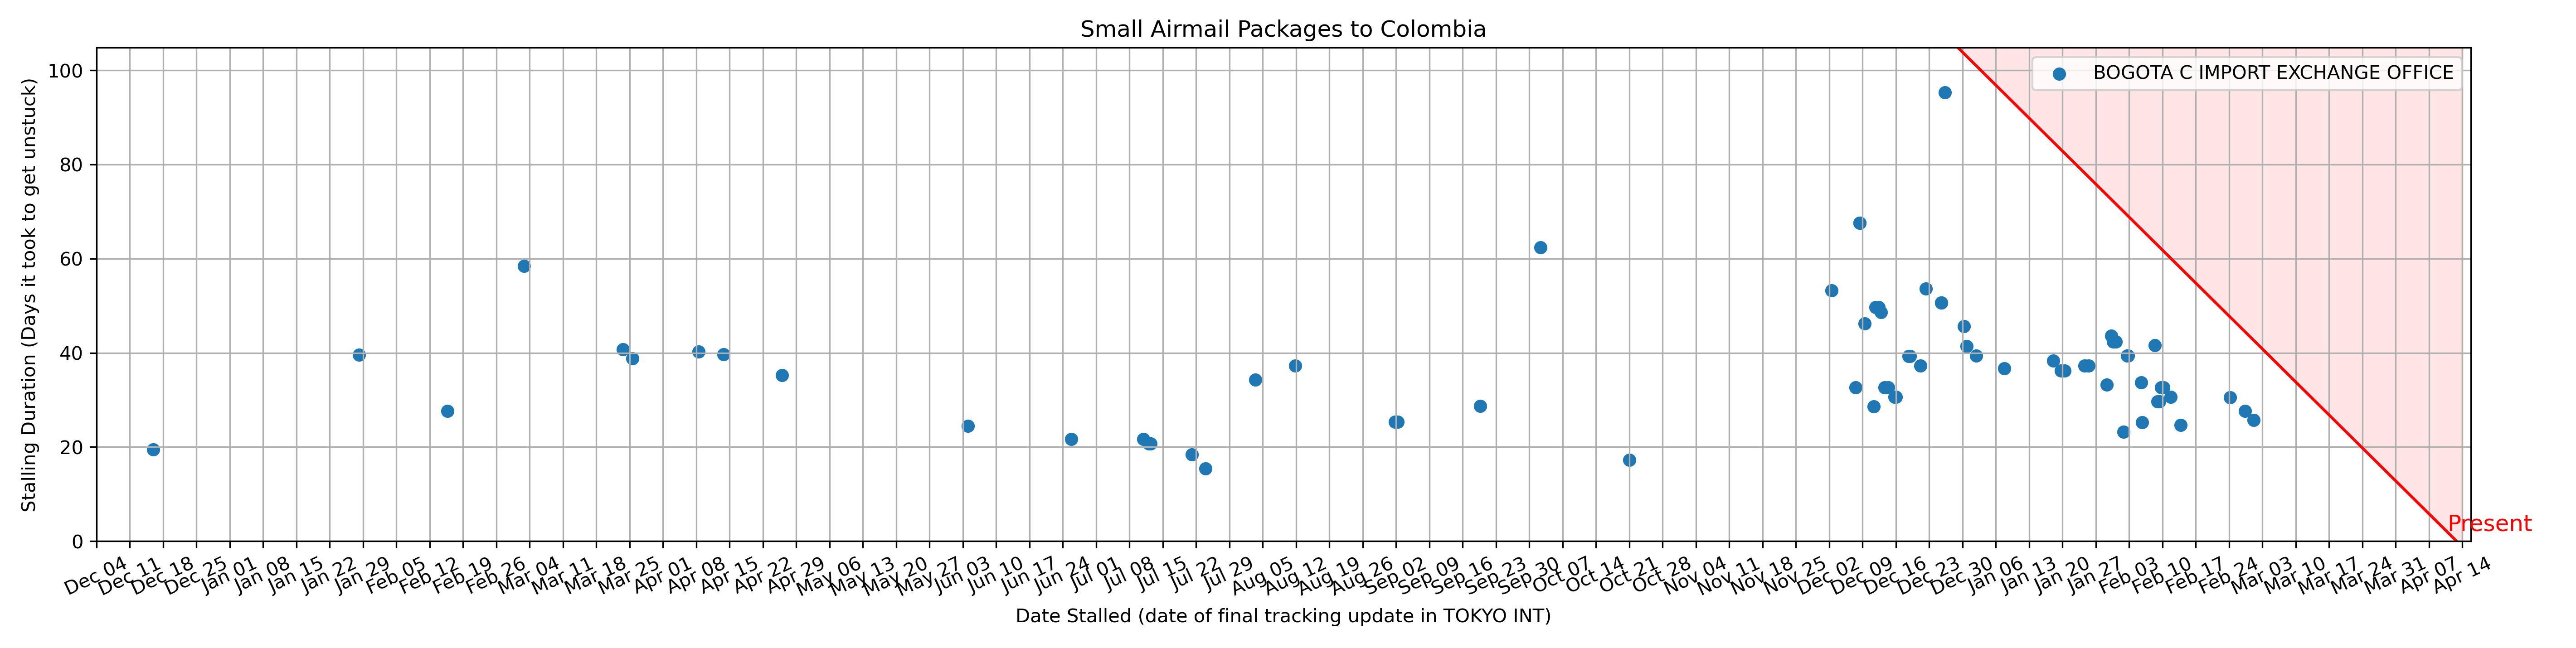 Small Airmail Packages to Colombia
BOGOTA C IMPORT EXCHANGE OFFICE
Stalling Duration (Days it took to get unstuck)
100
80
60
40
20
0
Present
Dec 04 Dec 11 Dec 18 Dec 25 Jan 01 Jan 08 Jan 15 Jan 22 Jan 29 Feb 05 Feb 12 Feb 19 Feb 26 Mar 04 Mar 11 Mar 18 Mar 25 Apr 01 Apr 08 Apr 15 Apr 22 Apr 29 May 06 May 13 May 20 May 27 Jun 03 Jun 10 Jun 17 Jun 24 Jul 01 Jul 08 Jul 15 Jul 22 Jul 29 Aug 05 Aug 12 Aug 19 Aug 26 Sep 02 Sep 09 Sep 16 Sep 23 Sep 30 Oct 07 Oct 14 Oct 21 Oct 28 Nov 04 Nov 11 Nov 18 Nov 25 Dec 02 Dec 09 Dec 16 Dec 23 Dec 30 Jan 06 Jan 13 Jan 20 Jan 27 Feb 03 Feb 10 Feb 17 Feb 24 Mar 03 Mar 10 Mar 17 Mar 24 Mar 31 Apr 07 Apr 14
Date Stalled (date of final tracking update in TOKYO INT)